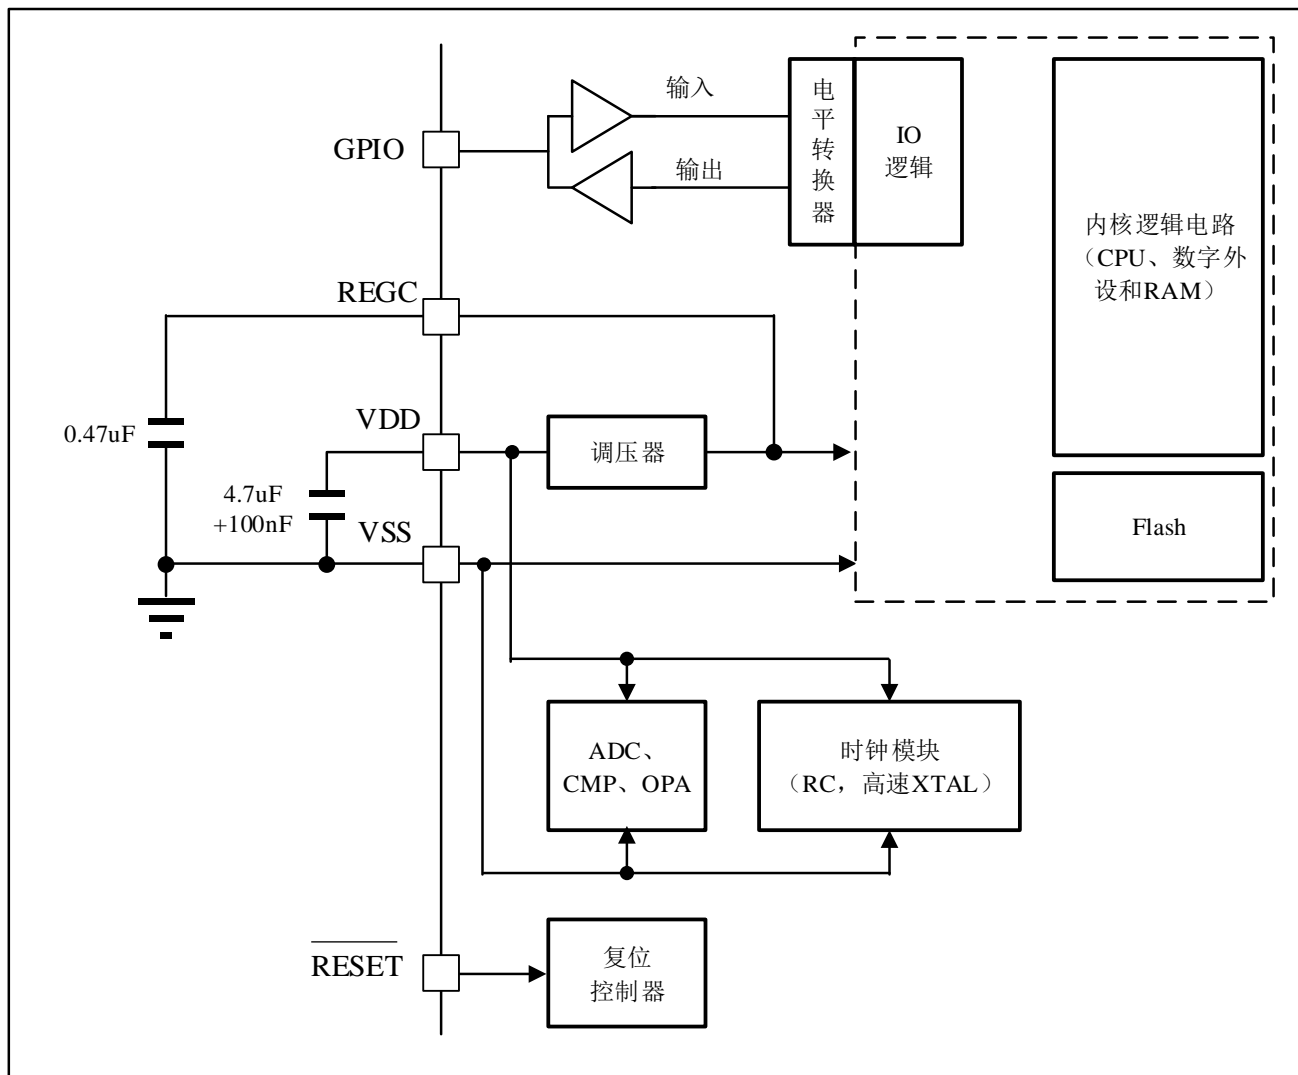 GPIO
输入
输出
电
平
转
换
器
IO
逻辑
内核逻辑电路
（CPU、数字外
设和RAM）
REGC
0.47uF
VDD
调压器
4.7uF
+100nF
VSS
Flash
ADC、
CMP、OPA
时钟模块
（RC，高速XTAL）
RESET
复位
控制器